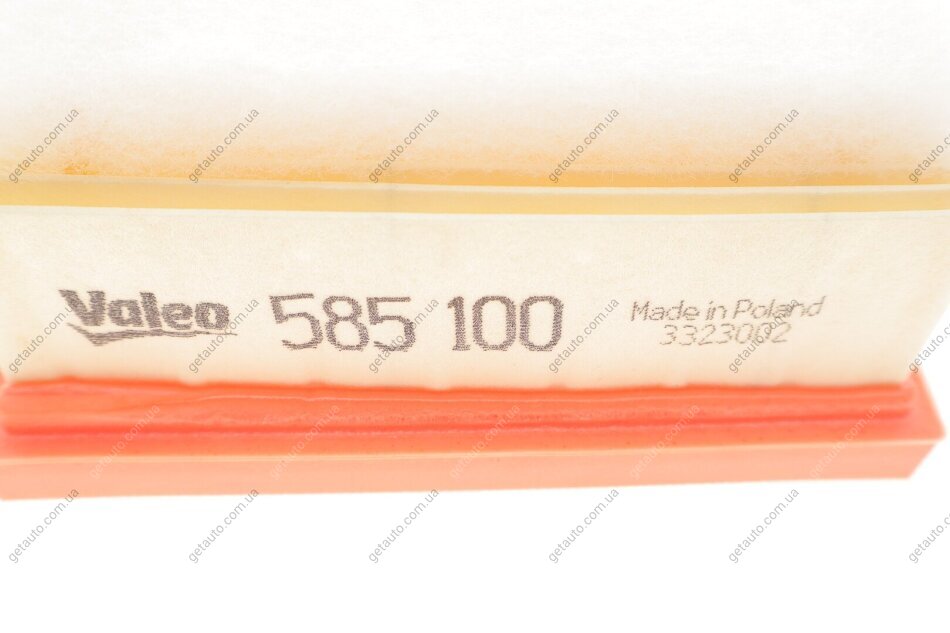 Valeo 585 100 Made in Poland
3323002
getauto.com.ua